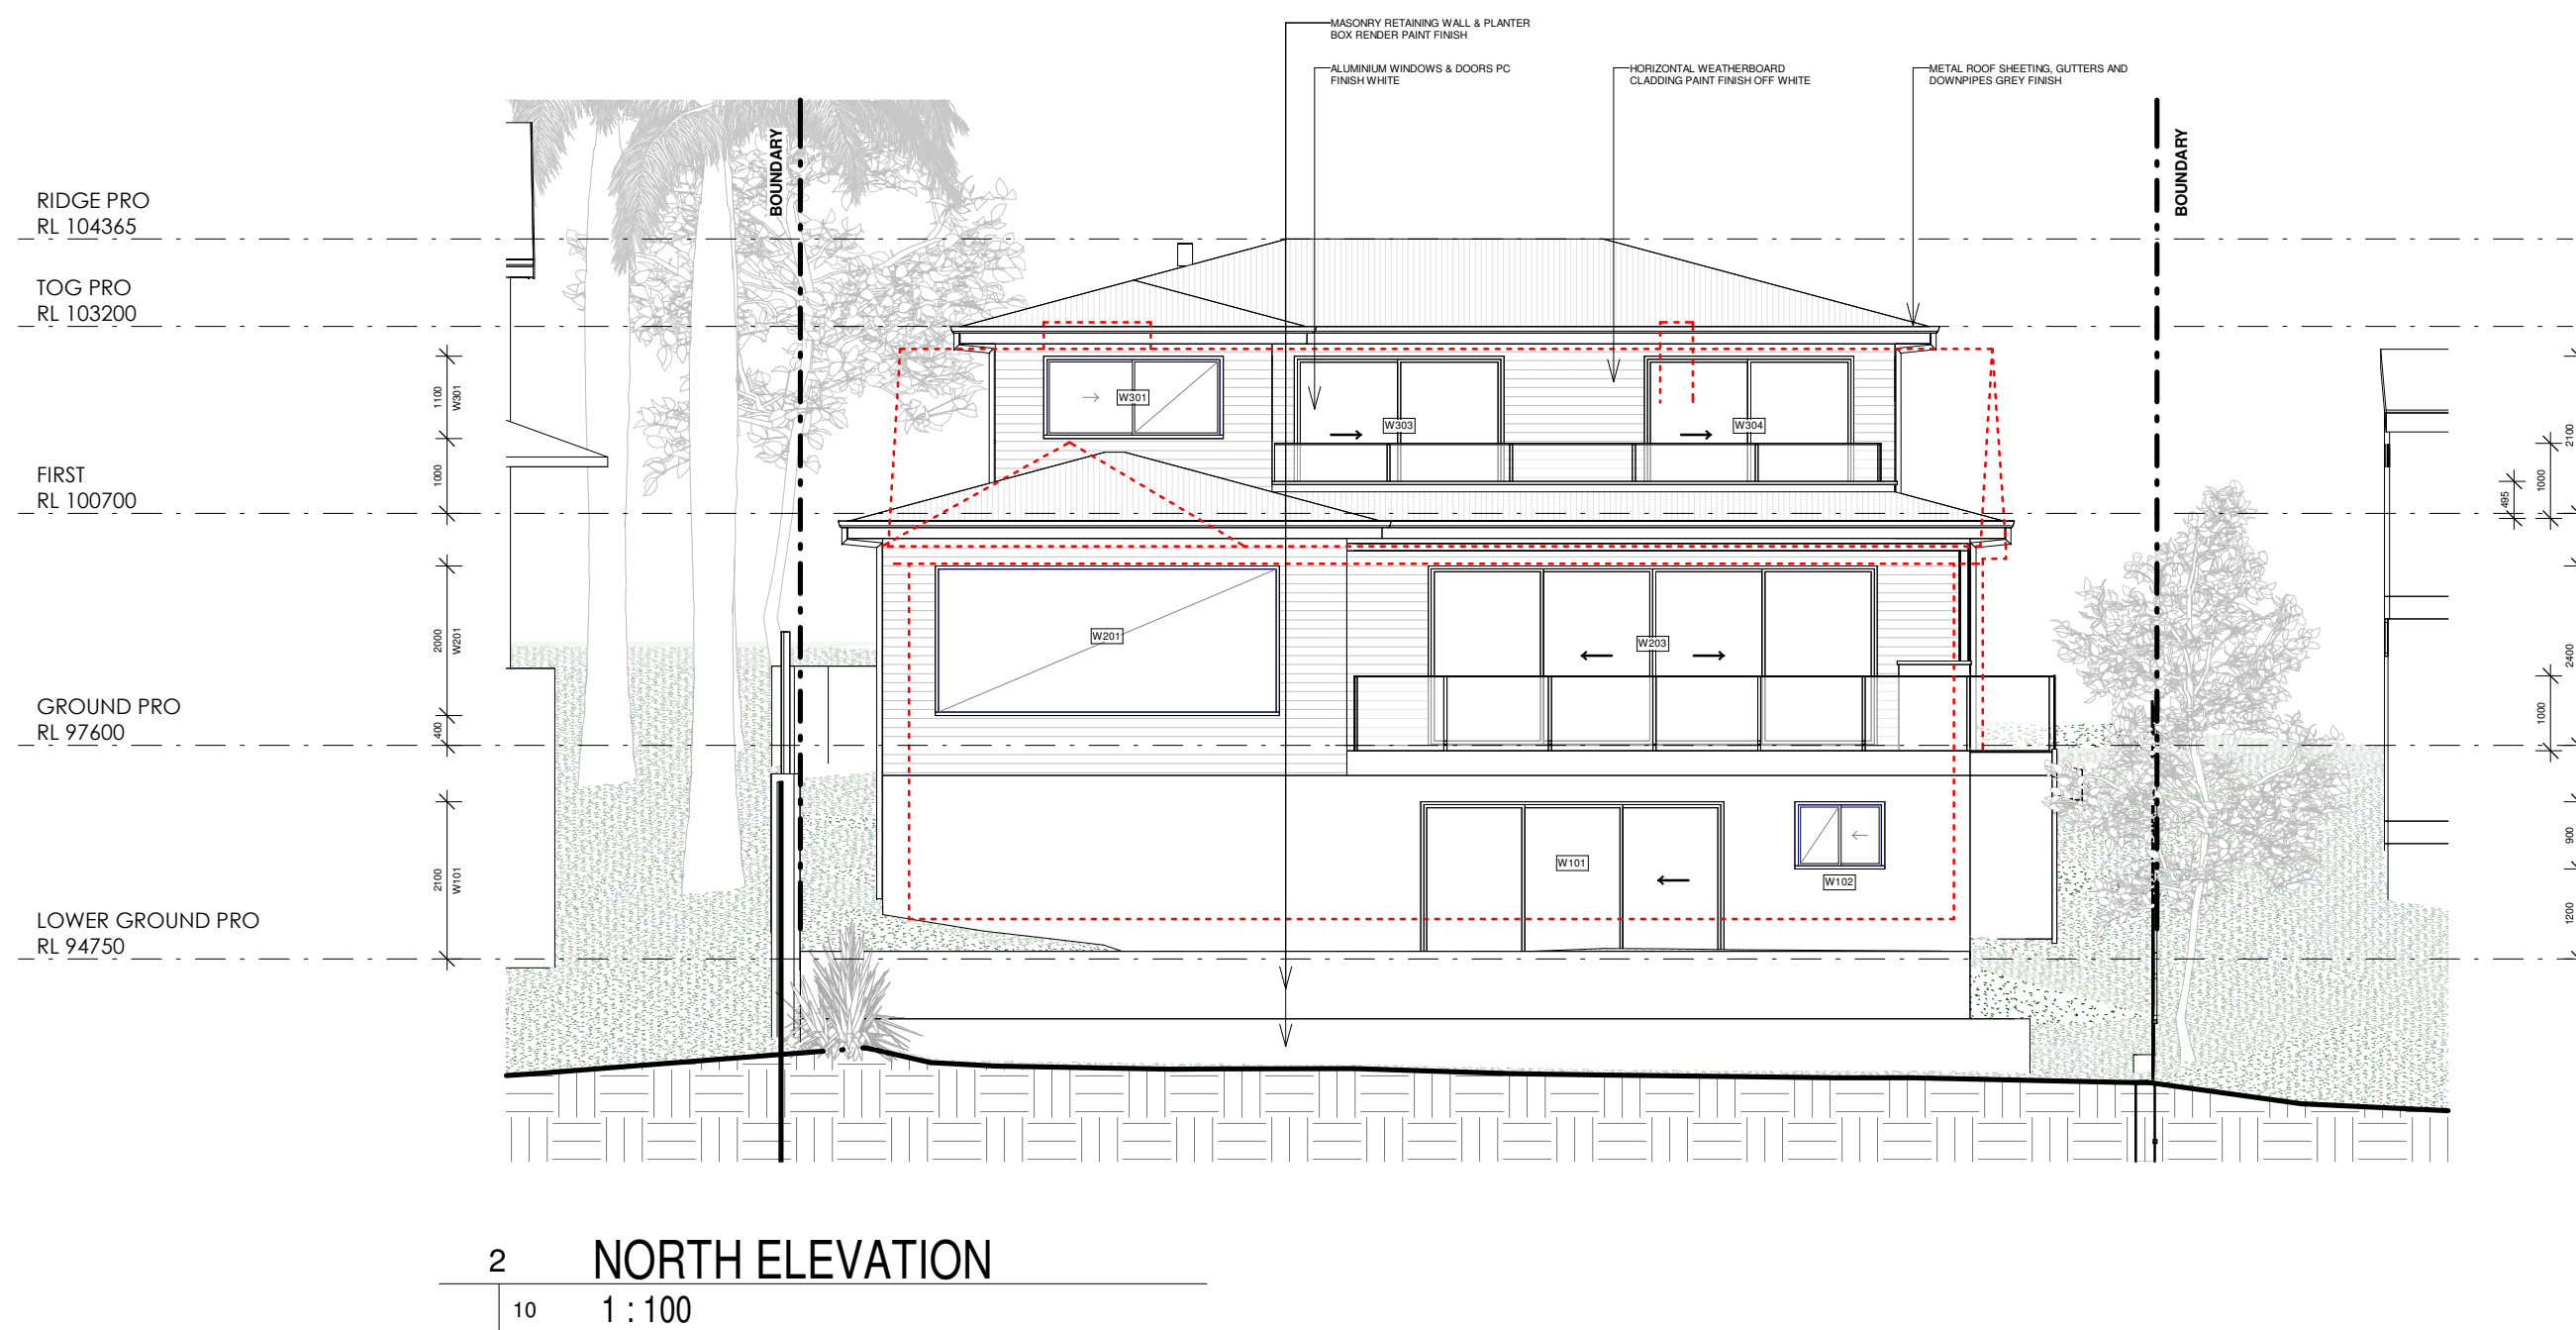 MASONRY RETAINING WALL & PLANTER
BOX RENDER PAINT FINISH
ALUMINIUM WINDOWS & DOORS PC
FINISH WHITE
HORIZONTAL WEATHERBOARD
CLADDING PAINT FINISH OFF WHITE
METAL ROOF SHEETING, GUTTERS AND
DOWNPIPES GREY FINISH
BOUNDARY
BOUNDARY
RIDGE PRO
RL 104365
TOG PRO
RL 103200
FIRST
RL 100700
GROUND PRO
RL 97600
LOWER GROUND PRO
RL 94750
1100
W301
1000
2000
W201
400
2100
W101
W301
W303
W304
W201
W203
W101
W102
2100
1000
495
2400
1000
900
1200
2 NORTH ELEVATION
10 1 : 100